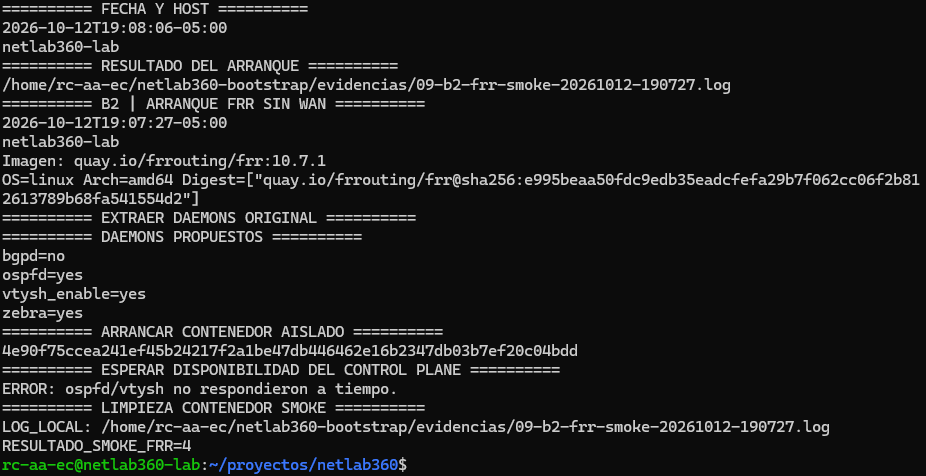 ========== FECHA Y HOST ==========
2026-10-12T19:08:06-05:00
netlab360-lab
========== RESULTADO DEL ARRANQUE ==========
/home/rc-aa-ec/netlab360-bootstrap/evidencias/09-b2-frr-smoke-20261012-190727.log
========== B2 | ARRANQUE FRR SIN WAN ==========
2026-10-12T19:07:27-05:00
netlab360-lab
Imagen: quay.io/frrouting/frr:10.7.1
OS=linux Arch=amd64 Digest=["quay.io/frrouting/frr@sha256:e995beaa50fdc9edb35eadcfefa29b7f062cc06f2b81
2613789b68fa541554d2"]
========== EXTRAER DAEMONS ORIGINAL ==========
========== DAEMONS PROPUESTOS ==========
bgpd=no
ospfd=yes
vtysh_enable=yes
zebra=yes
========== ARRANCAR CONTENEDOR AISLADO ==========
4e90f75ccea241ef45b24217f2a1be47db446462e16b2347db03b7ef20c04bdd
========== ESPERAR DISPONIBILIDAD DEL CONTROL PLANE ==========
ERROR: ospfd/vtysh no respondieron a tiempo.
========== LIMPIEZA CONTENEDOR SMOKE ==========
LOG_LOCAL: /home/rc-aa-ec/netlab360-bootstrap/evidencias/09-b2-frr-smoke-20261012-190727.log
RESULTADO_SMOKE_FRR=4
rc-aa-ec@netlab360-lab:~/proyectos/netlab360$